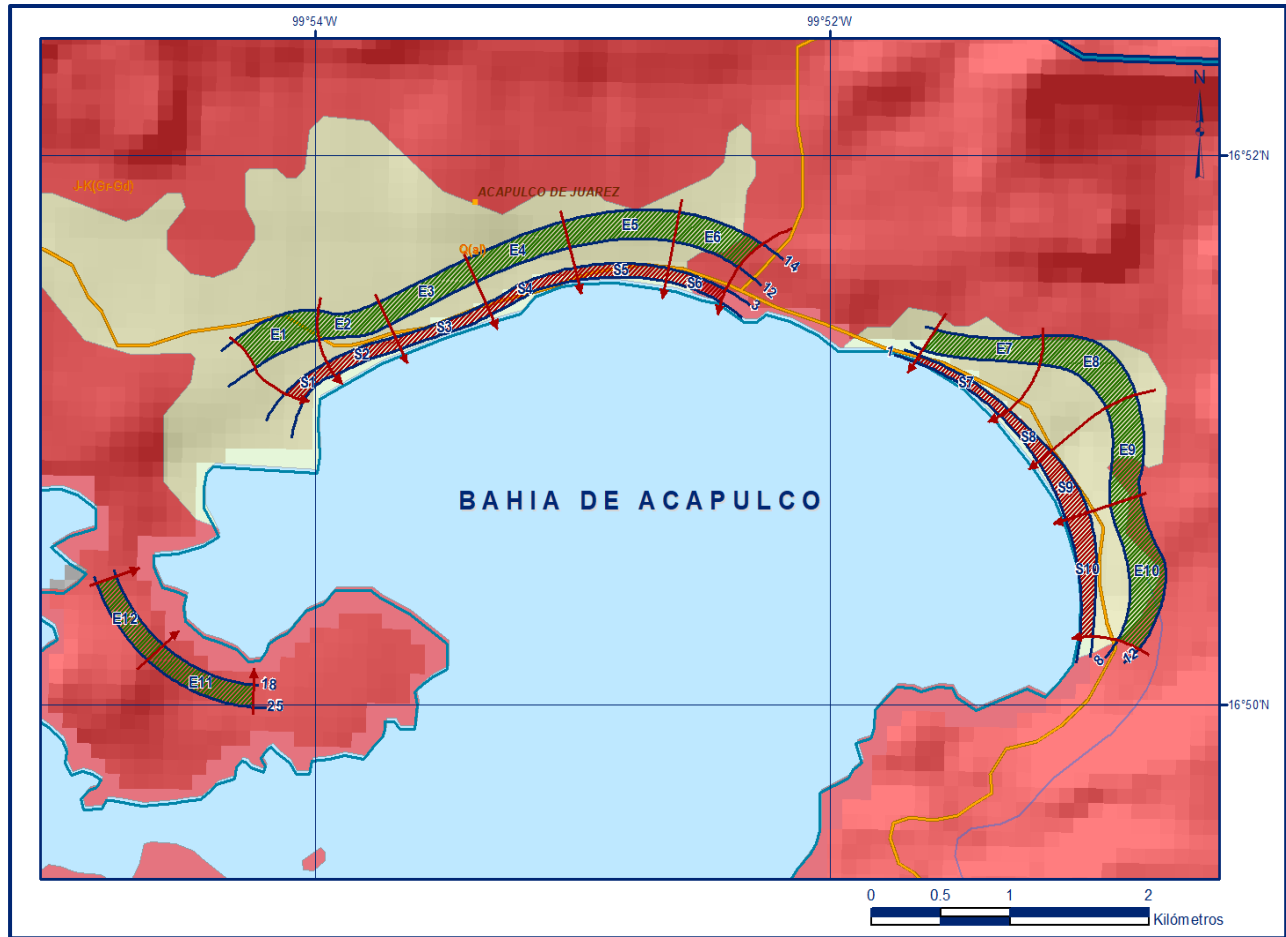 99°54'W
99°52'W
N
16°52'N
J-K(Gr-Gd)
ACAPULCO DE JUAREZ
Q(al)
E1
E2
E3
E4
E5
E6
14
12
3
S1
S2
S3
S4
S5
S6
1
E7
E8
E9
E10
S7
S8
S9
S10
8
12
BAHIA DE ACAPULCO
E12
E11
18
25
16°50'N
0 0.5 1 2
Kilómetros